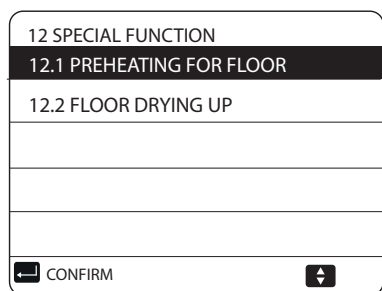 12 SPECIAL FUNCTION
12.1 PREHEATING FOR FLOOR
12.2 FLOOR DRYING UP
CONFIRM